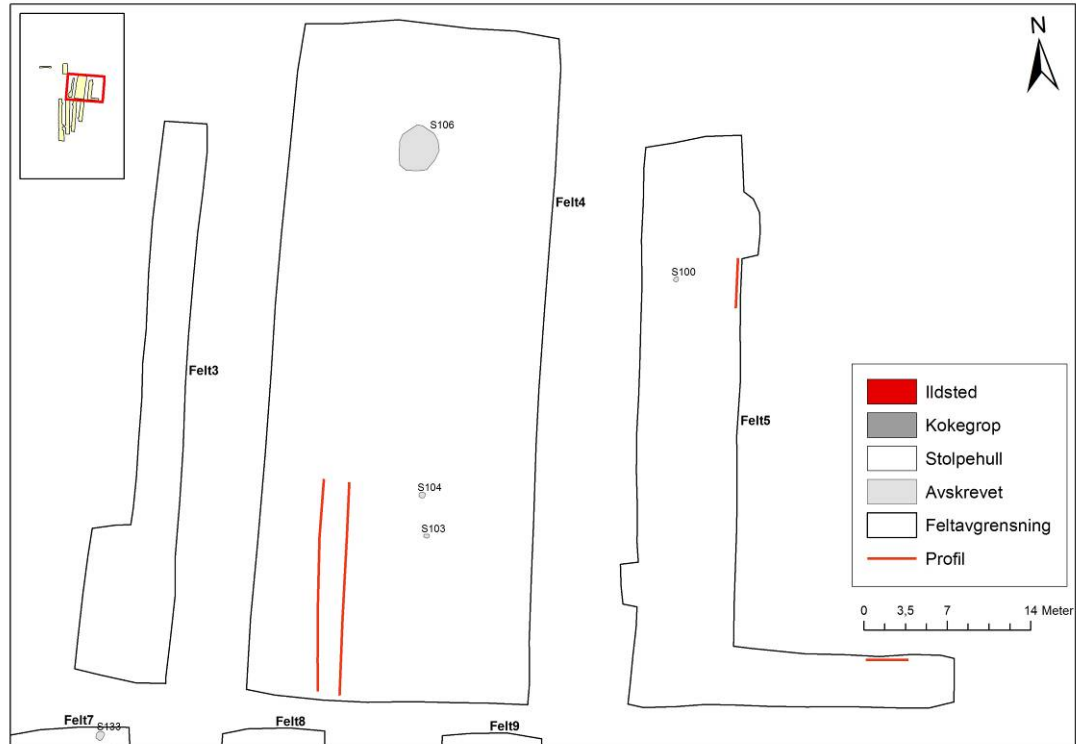 N
S106
Felt4
S100
Felt3
Felt5
Ildsted
Kokegrop
Stolpehull
Avskrevet
Feltavgrensning
Profil
S104
S103
0 3,5 7 14 Meter
Felt7
S133
Felt8
Felt9